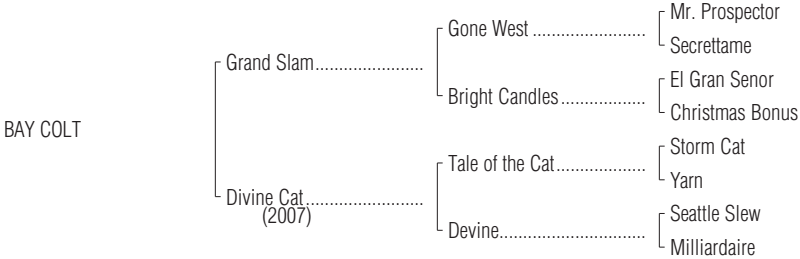 Mr. Prospector
Gone West ........................
Secrettame
Grand Slam......................
El Gran Senor
Bright Candles..................
Christmas Bonus
BAY COLT
Storm Cat
Tale of the Cat...................
Yarn
Divine Cat........................
(2007)
Seattle Slew
Devine...............................
Milliardaire